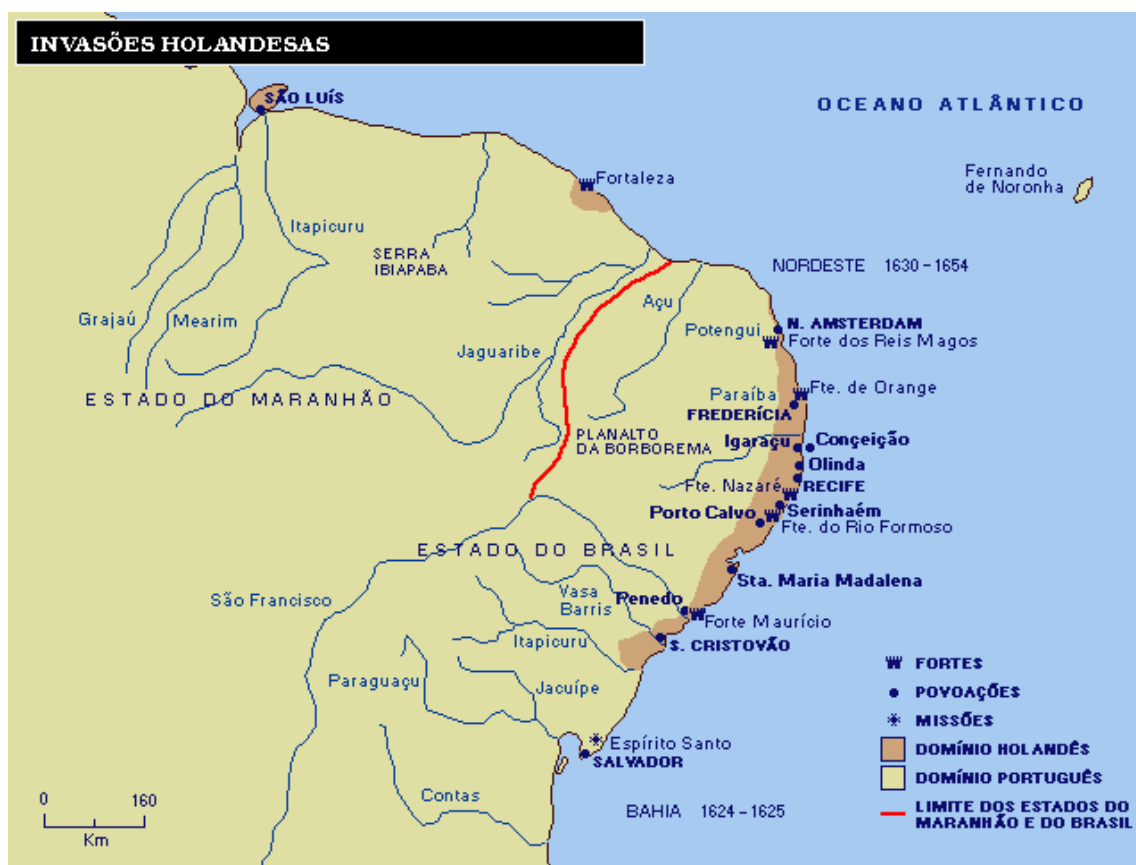 INVASÕES HOLANDESAS
SÃO LUÍS
OCEANO ATLÂNTICO
Fortaleza
Fernando
de Noronha
Itapicuru
SERRA
IBIAPABA
NORDESTE 1630 - 1654
Açu
Grajaú
Mearim
Potengui
N. AMSTERDAM
Forte dos Reis Magos
Jaguaribe
ESTADO DO MARANHÃO
Paraíba
Fte. de Orange
FREDERÍCIA
PLANALTO
DA BORBOREMA
Igaraçu
Conçeição
Olinda
Fte. Nazaré
RECIFE
Porto Calvo
Serinhaém
Fte. do Rio Formoso
ESTADO DO BRASIL
Sta. Maria Madalena
São Francisco
Vasa
Barris
Penedo
Forte Maurício
Itapicuru
S. CRISTOVÃO
Paraguaçu
Jacuípe
Espírito Santo
SALVADOR
Contas
BAHIA 1624 - 1625
0 160
Km
FORTES
POVOAÇÕES
MISSÕES
DOMÍNIO HOLANDÊS
DOMÍNIO PORTUGUÊS
LIMITE DOS ESTADOS DO
MARANHÃO E DO BRASIL